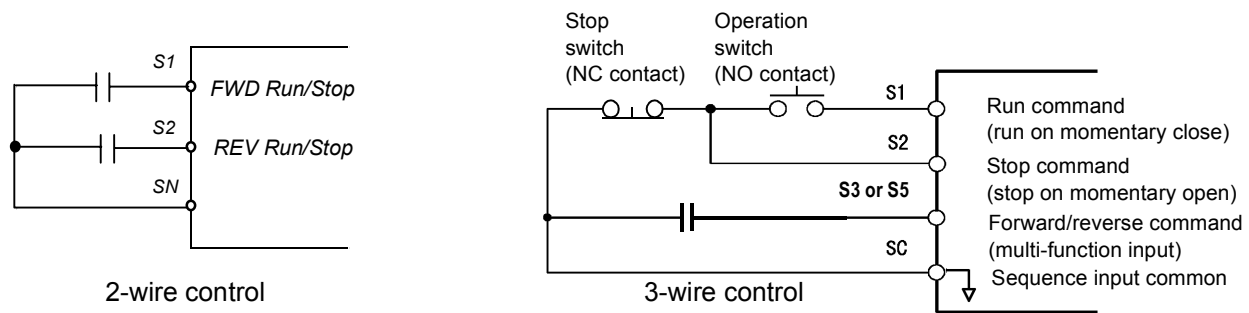 S1
FWD Run/Stop
S2
REV Run/Stop
SN
2-wire control
Stop
switch
(NC contact)
Operation
switch
(NO contact)
S1
Run command
(run on momentary close)
S2
Stop command
(stop on momentary open)
S3 or S5
Forward/reverse command
(multi-function input)
SC
Sequence input common
3-wire control